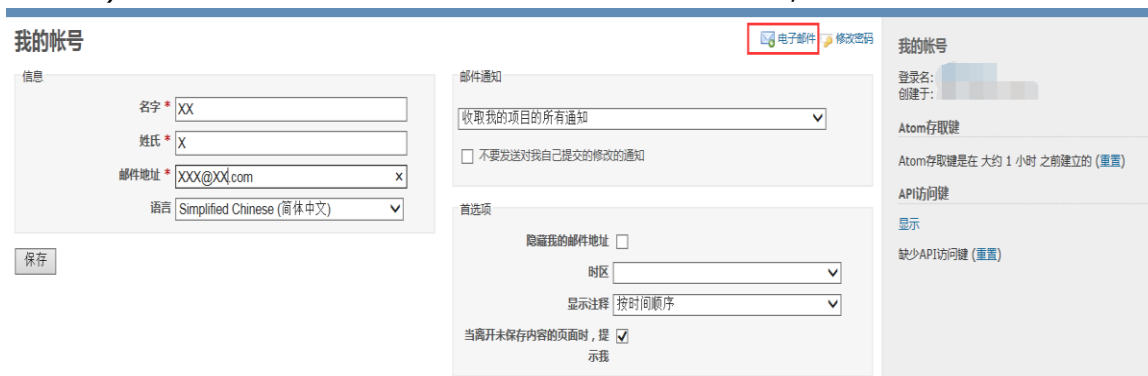 我的帐号
电子邮件 修改密码
信息
名字 * XX
姓氏 * X
邮件地址 * XXX@XX.com x
语言 Simplified Chinese (简体中文)
保存
邮件通知
收取我的项目的所有通知
不要发送对我自己提交的修改的通知
首选项
隐藏我的邮件地址
时区
显示注释 按时间顺序
当离开未保存内容的页面时，提
示我
我的帐号
登录名:
创建于:
Atom存取键
Atom存取键是在 大约 1 小时 之前建立的 (重置)
API访问键
显示
缺少API访问键 (重置)